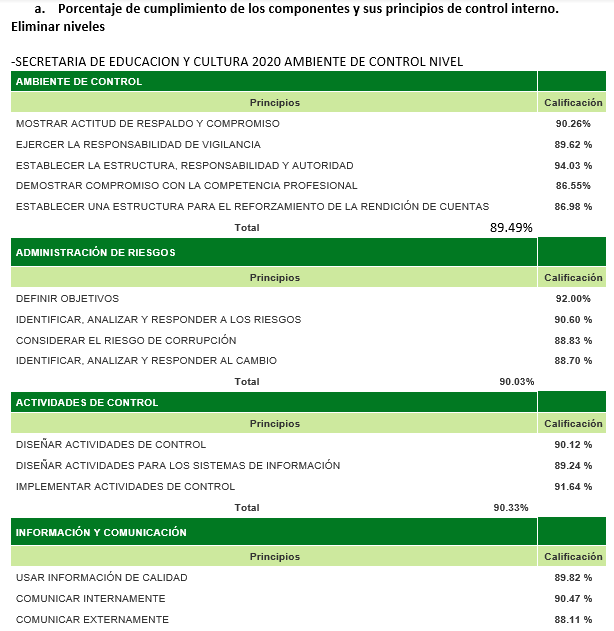 a. Porcentaje de cumplimiento de los componentes y sus principios de control interno.
Eliminar niveles
-SECRETARIA DE EDUCACION Y CULTURA 2020 AMBIENTE DE CONTROL NIVEL
AMBIENTE DE CONTROL
Principios Calificación
MOSTRAR ACTITUD DE RESPALDO Y COMPROMISO 90.26%
EJERCER LA RESPONSABILIDAD DE VIGILANCIA 89.62 %
ESTABLECER LA ESTRUCTURA, RESPONSABILIDAD Y AUTORIDAD 94.03 %
DEMOSTRAR COMPROMISO CON LA COMPETENCIA PROFESIONAL 86.55%
ESTABLECER UNA ESTRUCTURA PARA EL REFORZAMIENTO DE LA RENDICIÓN DE CUENTAS 86.98 %
Total 89.49%
ADMINISTRACIÓN DE RIESGOS
Principios Calificación
DEFINIR OBJETIVOS 92.00%
IDENTIFICAR, ANALIZAR Y RESPONDER A LOS RIESGOS 90.60 %
CONSIDERAR EL RIESGO DE CORRUPCIÓN 88.83 %
IDENTIFICAR, ANALIZAR Y RESPONDER AL CAMBIO 88.70 %
Total 90.03%
ACTIVIDADES DE CONTROL
Principios Calificación
DISEÑAR ACTIVIDADES DE CONTROL 90.12 %
DISEÑAR ACTIVIDADES PARA LOS SISTEMAS DE INFORMACIÓN 89.24 %
IMPLEMENTAR ACTIVIDADES DE CONTROL 91.64 %
Total 90.33%
INFORMACIÓN Y COMUNICACIÓN
Principios Calificación
USAR INFORMACIÓN DE CALIDAD 89.82 %
COMUNICAR INTERNAMENTE 90.47 %
COMUNICAR EXTERNAMENTE 88.11 %